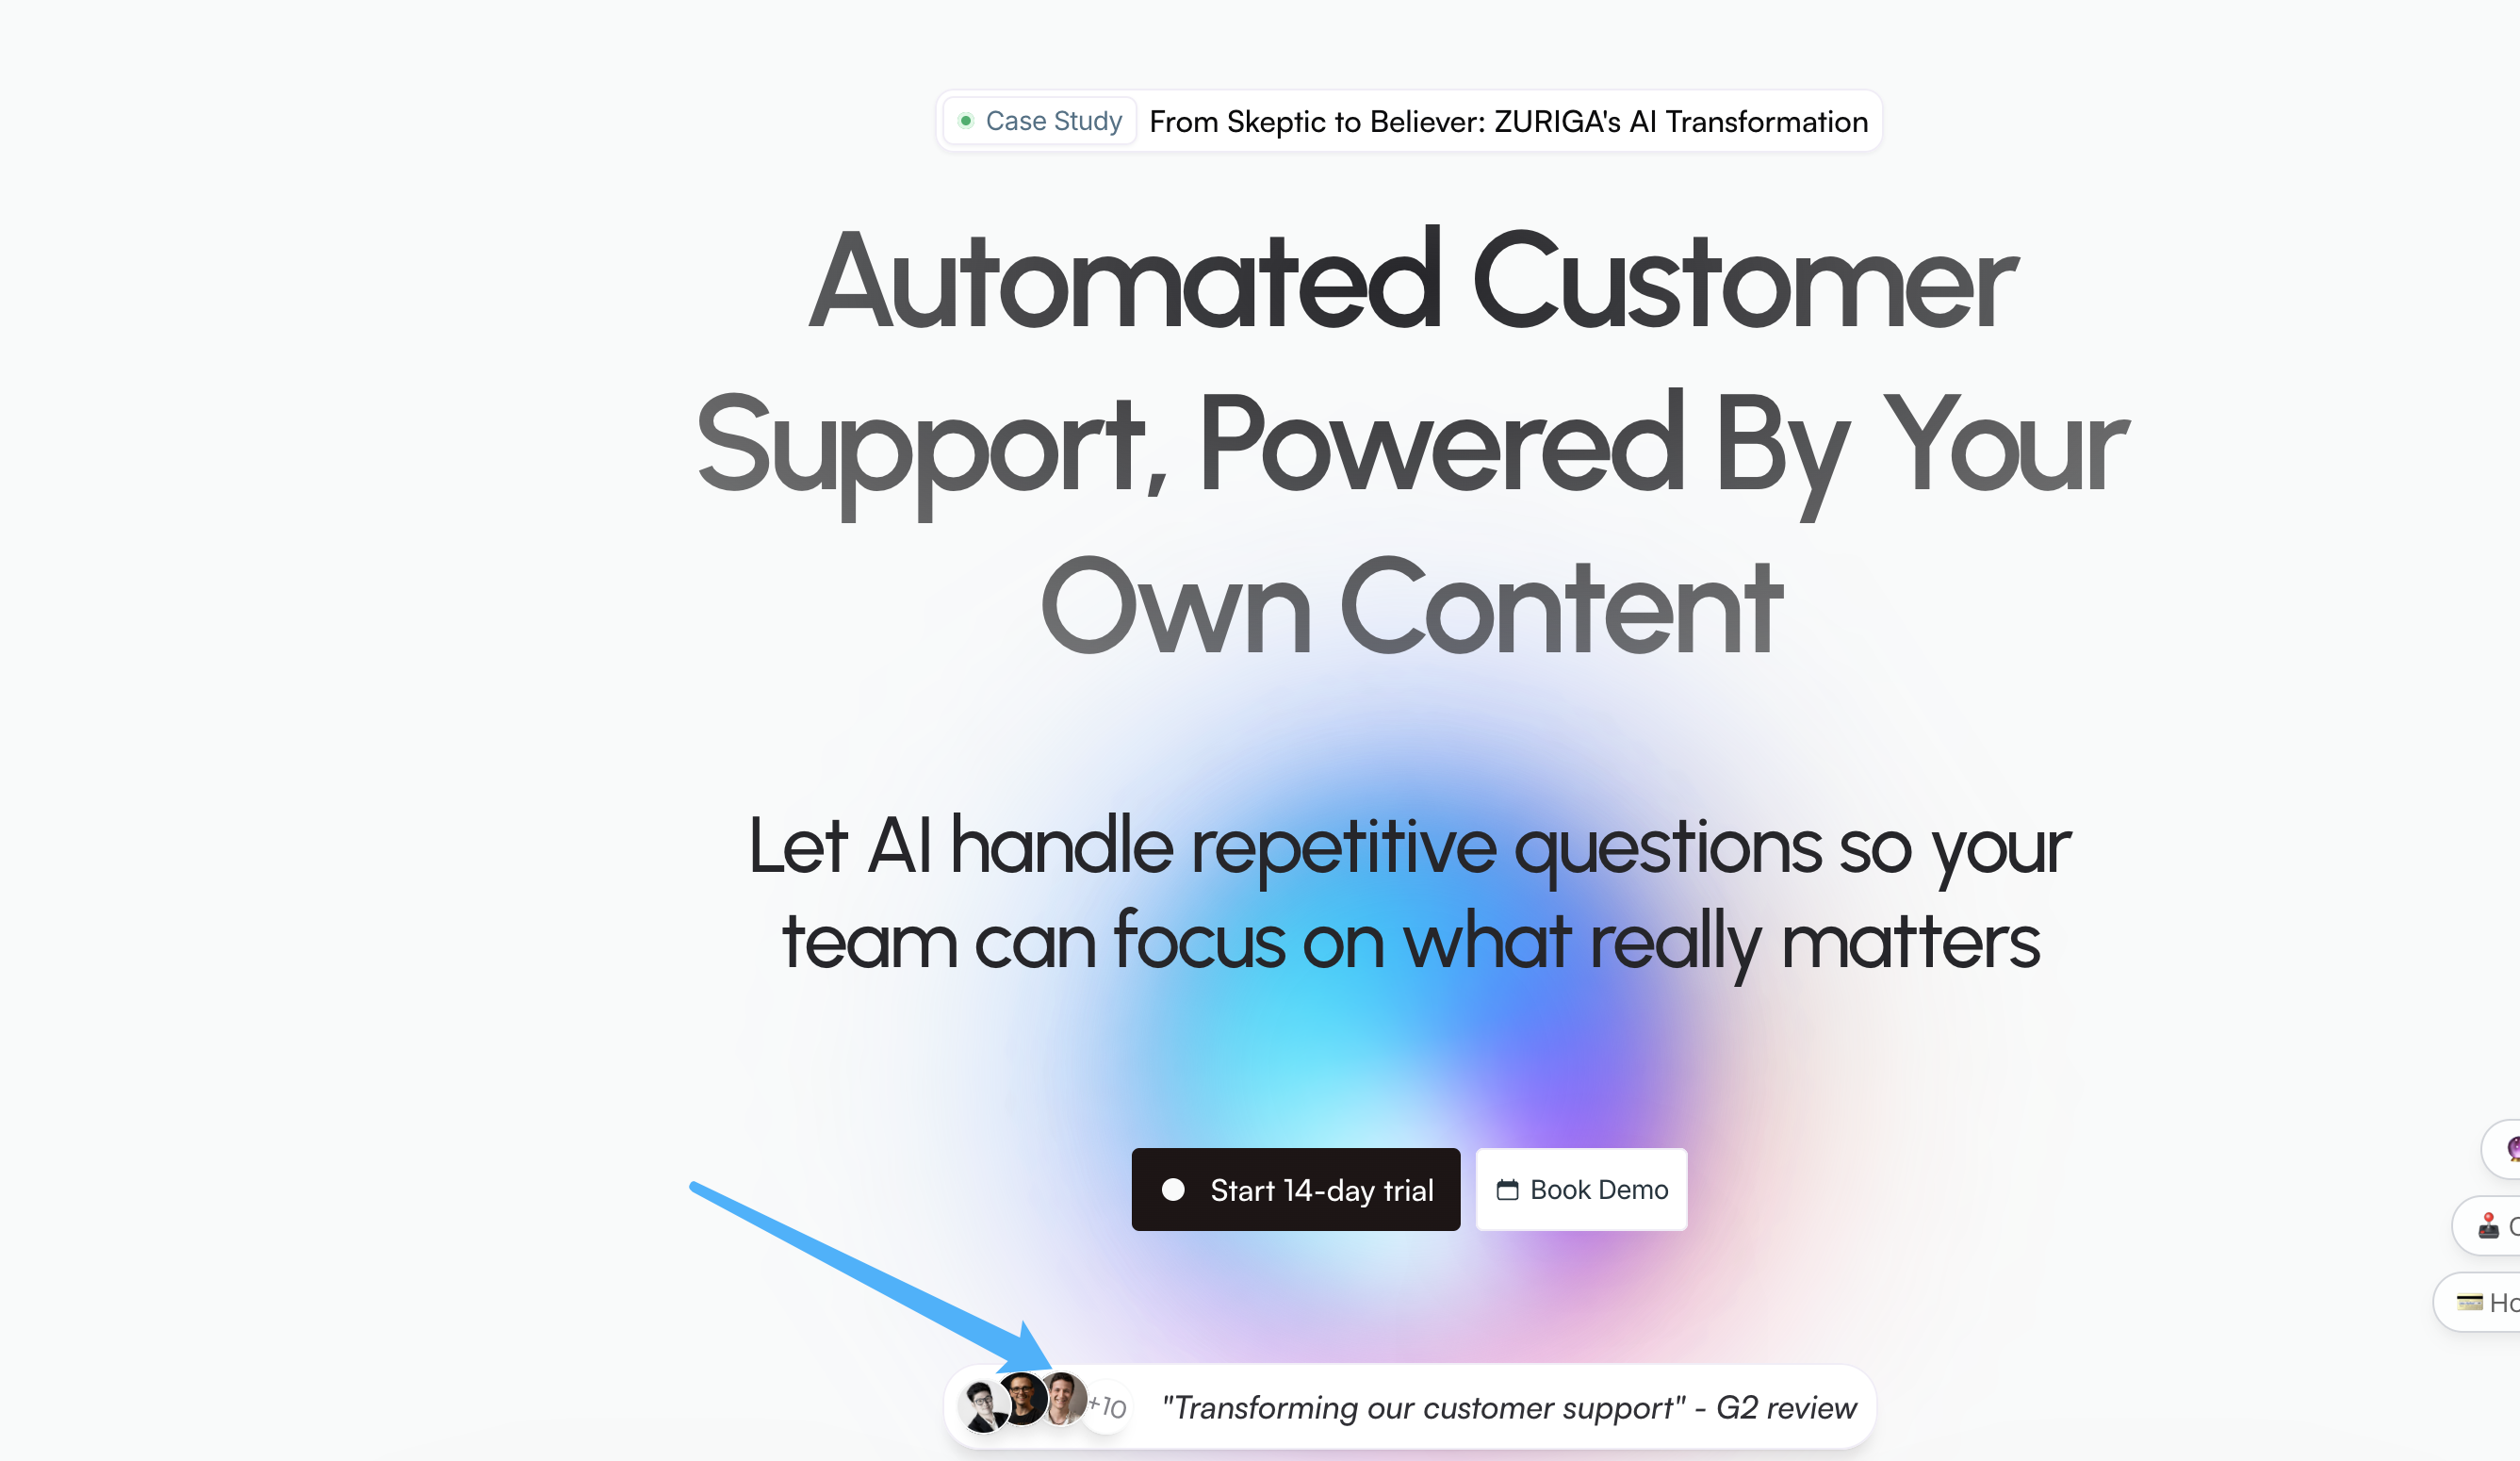 Case Study From Skeptic to Believer: ZURIGA's AI Transformation
Automated Customer
Support, Powered By Your
Own Content
Let AI handle repetitive questions so your
team can focus on what really matters
Start 14-day trial
Book Demo
Ho
+10 "Transforming our customer support" - G2 review